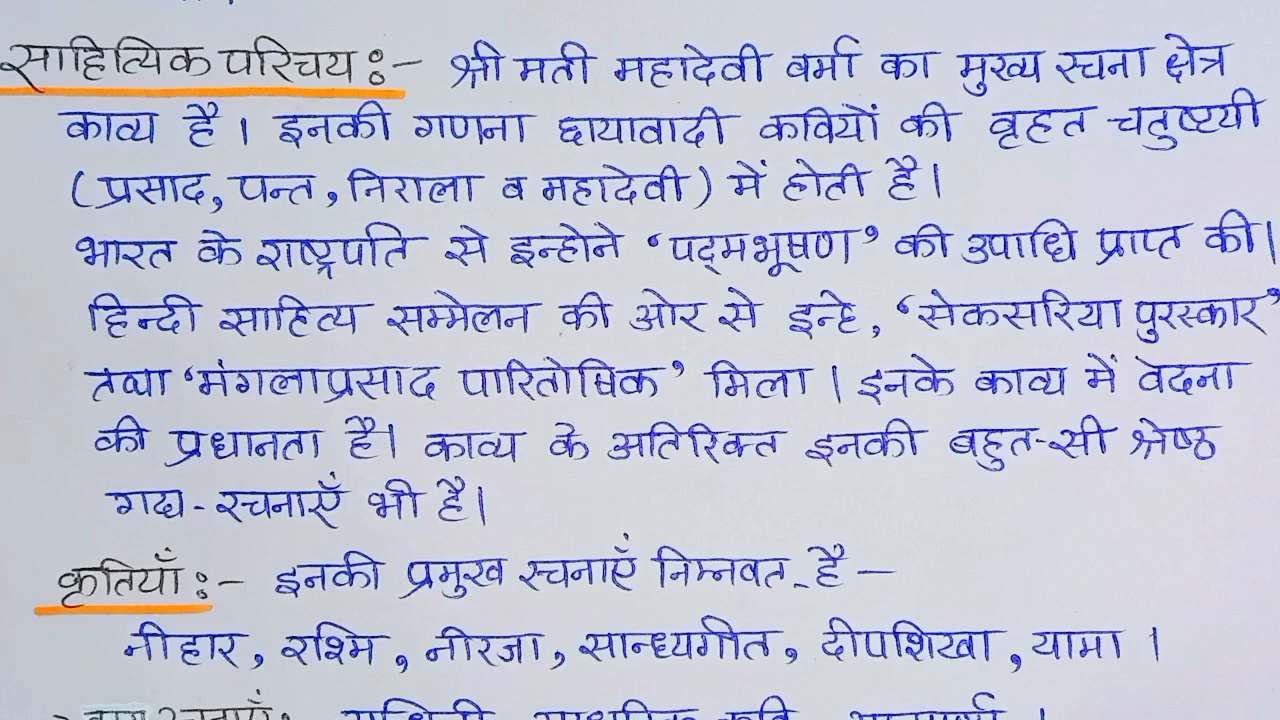 साहित्यिक परिचय :- श्री मती महादेवी वर्मा का मुख्य रचना क्षेत्र
काव्य है। इनकी गणना छायावादी कवियों की वृहत चतुष्टयी
(प्रसाद, पन्त, निराला व महादेवी) में होती है।
भारत के राष्ट्रपति से इन्होने ‘पद्मभूषण’ की उपाधि प्राप्त की।
हिन्दी साहित्य सम्मेलन की ओर से इन्हे, ‘सेकसरिया पुरस्कार’
तथा ‘मंगलाप्रसाद पारितोषिक’ मिला। इनके काव्य में वेदना
की प्रधानता है। काव्य के अतिरिक्त इनकी बहुत-सी श्रेष्ठ
गद्य - रचनाएँ भी है।
कृतियाँ :- इनकी प्रमुख रचनाएँ निम्नवत् है –
नीहार, रश्मि, नीरजा, सान्ध्यगीत, दीपशिखा, यामा।